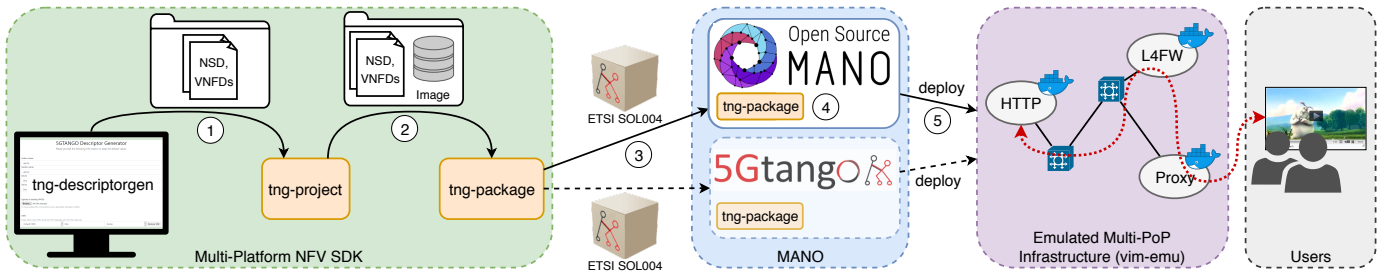 NSD,
VNFDs
1
NSD,
VNFDs
Image
2
5GTANGO Descriptor Generator
tng-descriptorgen
tng-project
tng-package
Multi-Platform NFV SDK
ETSI SOL004
3
ETSI SOL004
Open Source
MANO
tng-package
4
5Gtango
tng-package
MANO
deploy
5
deploy
HTTP
L4FW
Proxy
Emulated Multi-PoP
Infrastructure (vim-emu)
Users